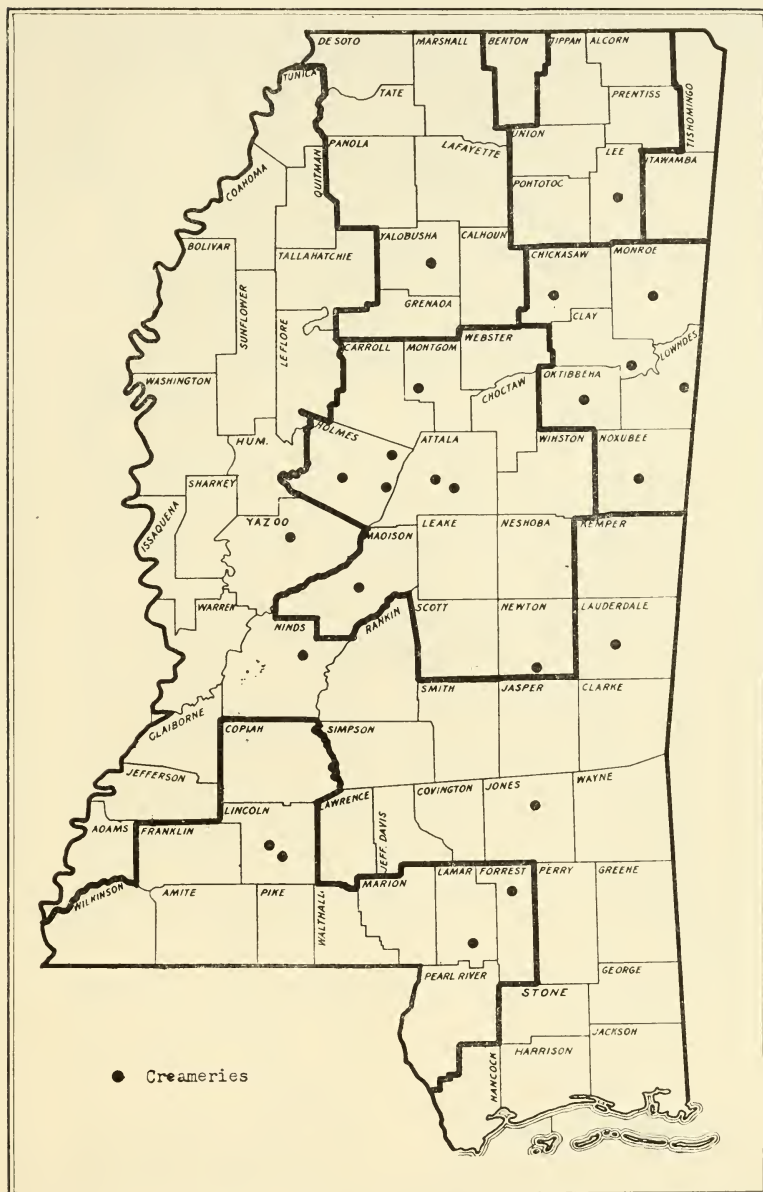 DE SOTO
MARSHALL
BENTON
TIPPAH
ALCORN
TUNICA
TATE
PRENTISS
TISHOMINGO
PANOLA
LAFAYETTE
UNION
LEE
ITAWAMBA
COAHOMA
QUITMAN
POHTOTOC
BOLIVAR
TALLAHATCHIE
YALOBUSHA
CALHOUN
CHICKASAW
MONROE
SUNFLOWER
GRENADA
CLAY
LE FLORE
CARROLL
MONTGOM
WEBSTER
LOWNDES
WASHINGTON
CHOCTAW
OKTIBBEHA
HUM.
HOLMES
ATTALA
WINSTON
NOXUBEE
SHARKEY
ISSAQUENA
YAZOO
MADISON
LEAKE
NESHOBA
KEMPER
WARREN
HINDS
RANKIN
SCOTT
NEWTON
LAUDERDALE
SMITH
JASPER
CLARKE
CLAIBORNE
COPIAH
SIMPSON
JEFFERSON
LINCOLN
LAWRENCE
COVINGTON
JONES
WAYNE
ADAMS
FRANKLIN
JEFF. DAVIS
WILKINSON
AMITE
PIKE
WALTHALL
MARION
LAMAR
FORREST
PERRY
GREENE
PEARL RIVER
STONE
GEORGE
HANCOCK
HARRISON
JACKSON
Creameries